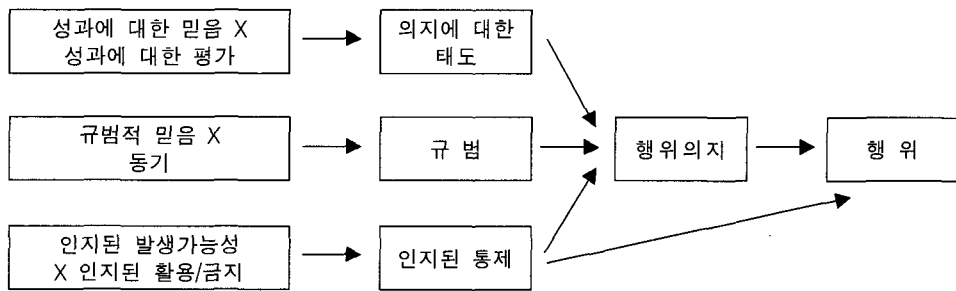 성과에 대한 믿음 X
성과에 대한 평가
의지에 대한
태도
규범적 믿음 X
동기
규 범
행위의지
행 위
인지된 발생가능성
X 인지된 활용/금지
인지된 통제